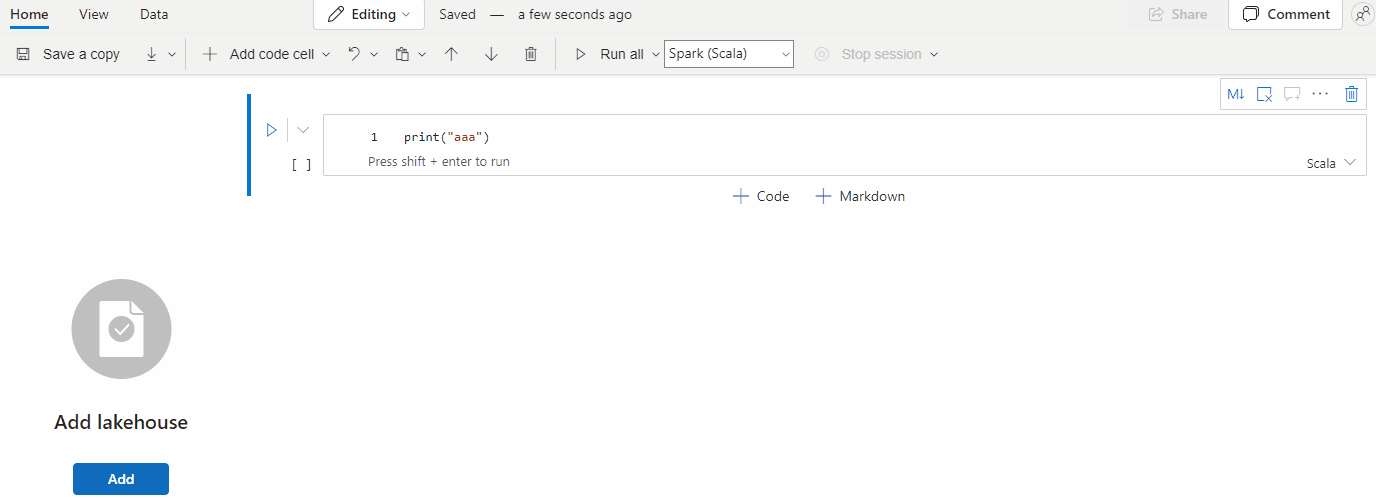 Home View Data Editing Saved — a few seconds ago Share Comment
Save a copy Add code cell Run all Spark (Scala) Stop session
M↓
1 print("aaa")
[ ] Press shift + enter to run
Scala
Code Markdown
Add lakehouse
Add